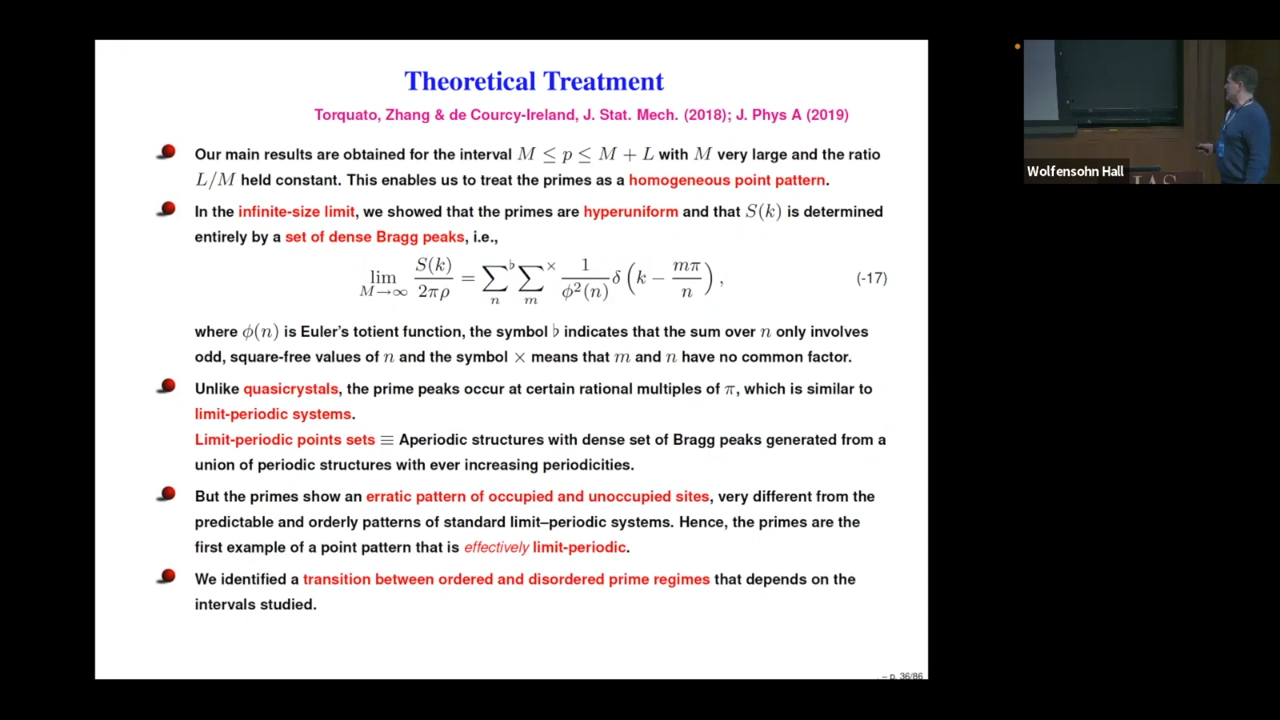 Theoretical Treatment
Torquato, Zhang & de Courcy-Ireland, J. Stat. Mech. (2018); J. Phys A (2019)
Our main results are obtained for the interval M ≤ p ≤ M + L with M very large and the ratio
L/M held constant. This enables us to treat the primes as a homogeneous point pattern.
In the infinite-size limit, we showed that the primes are hyperuniform and that S(k) is determined
entirely by a set of dense Bragg peaks, i.e.,
lim_{M→∞} S(k)/2πρ = ∑_n^♭ ∑_m^× 1/ϕ²(n) δ(k − mπ/n), (-17)
where ϕ(n) is Euler's totient function, the symbol ♭ indicates that the sum over n only involves
odd, square-free values of n and the symbol × means that m and n have no common factor.
Unlike quasicrystals, the prime peaks occur at certain rational multiples of π, which is similar to
limit-periodic systems.
Limit-periodic points sets ≡ Aperiodic structures with dense set of Bragg peaks generated from a
union of periodic structures with ever increasing periodicities.
But the primes show an erratic pattern of occupied and unoccupied sites, very different from the
predictable and orderly patterns of standard limit–periodic systems. Hence, the primes are the
first example of a point pattern that is effectively limit-periodic.
We identified a transition between ordered and disordered prime regimes that depends on the
intervals studied.
. – p. 36/86
Wolfensohn Hall